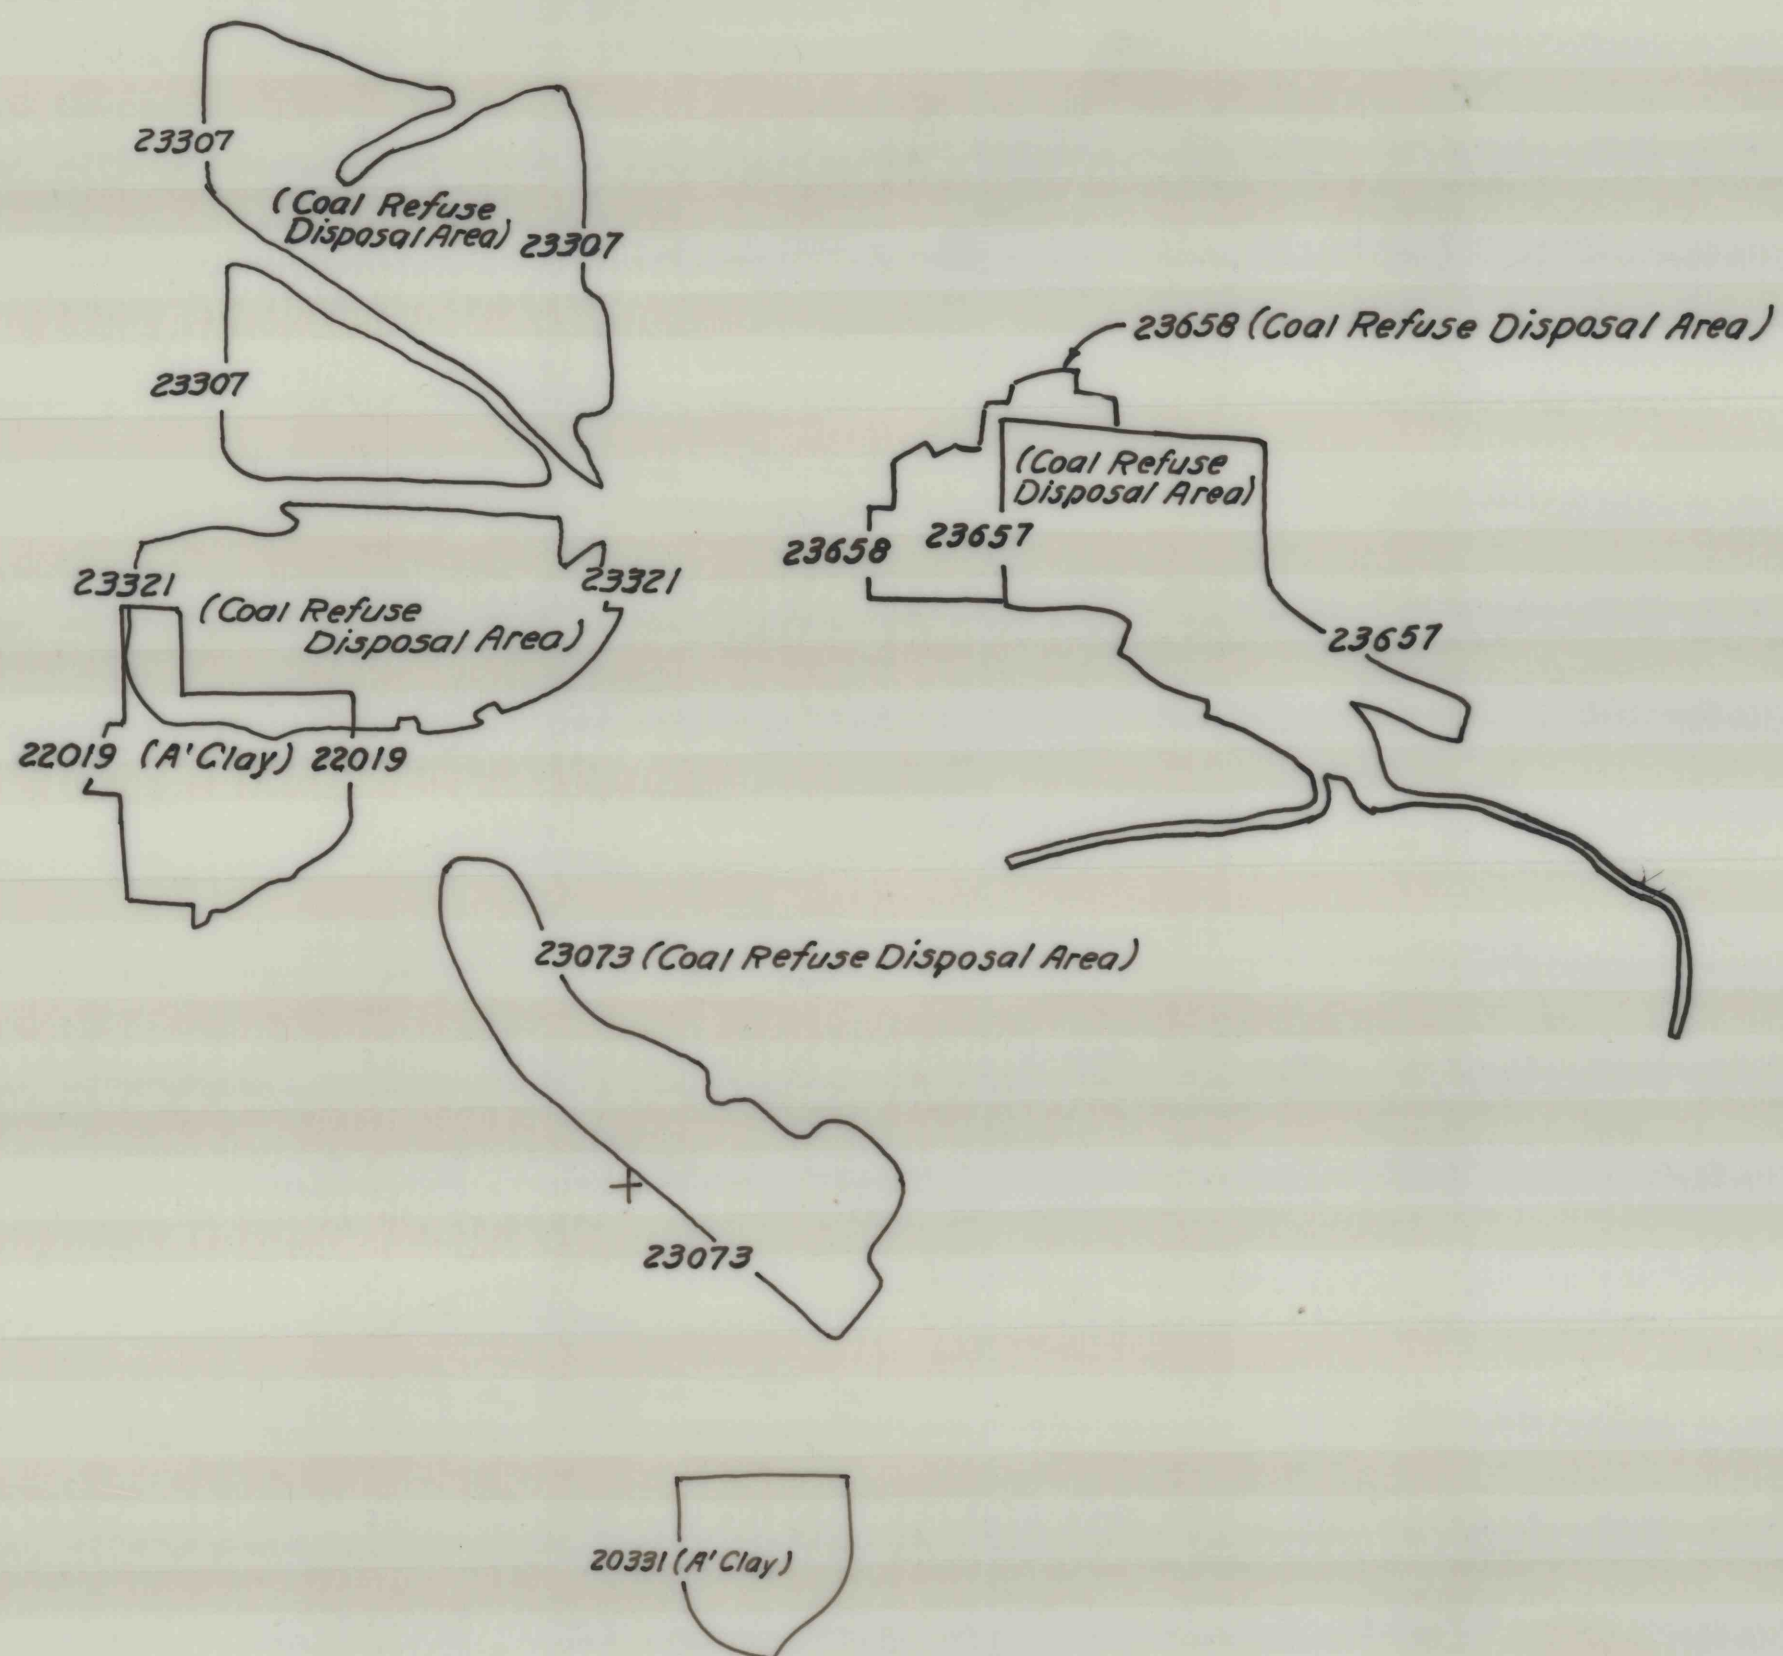 23307
(Coal Refuse
Disposal Area)
23307
23307
23658 (Coal Refuse Disposal Area)
(Coal Refuse
Disposal Area)
23658
23657
23321
23321
(Coal Refuse
Disposal Area)
23657
22019 (A' Clay) 22019
23073 (Coal Refuse Disposal Area)
23073
20331 (A' Clay)